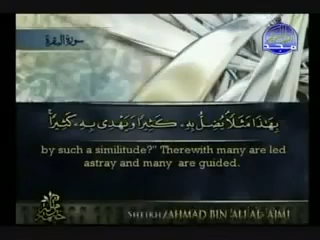 سورة البقرة
المجد
بِهَـٰذَا مَثَلًا يُضِلُّ بِهِۦ كَثِيرًا وَيَهْدِى بِهِۦ كَثِيرًا
by such a similitude?" Therewith many are led
astray and many are guided.
SHEIKH/AHMAD BIN 'ALI AL-'AJMI